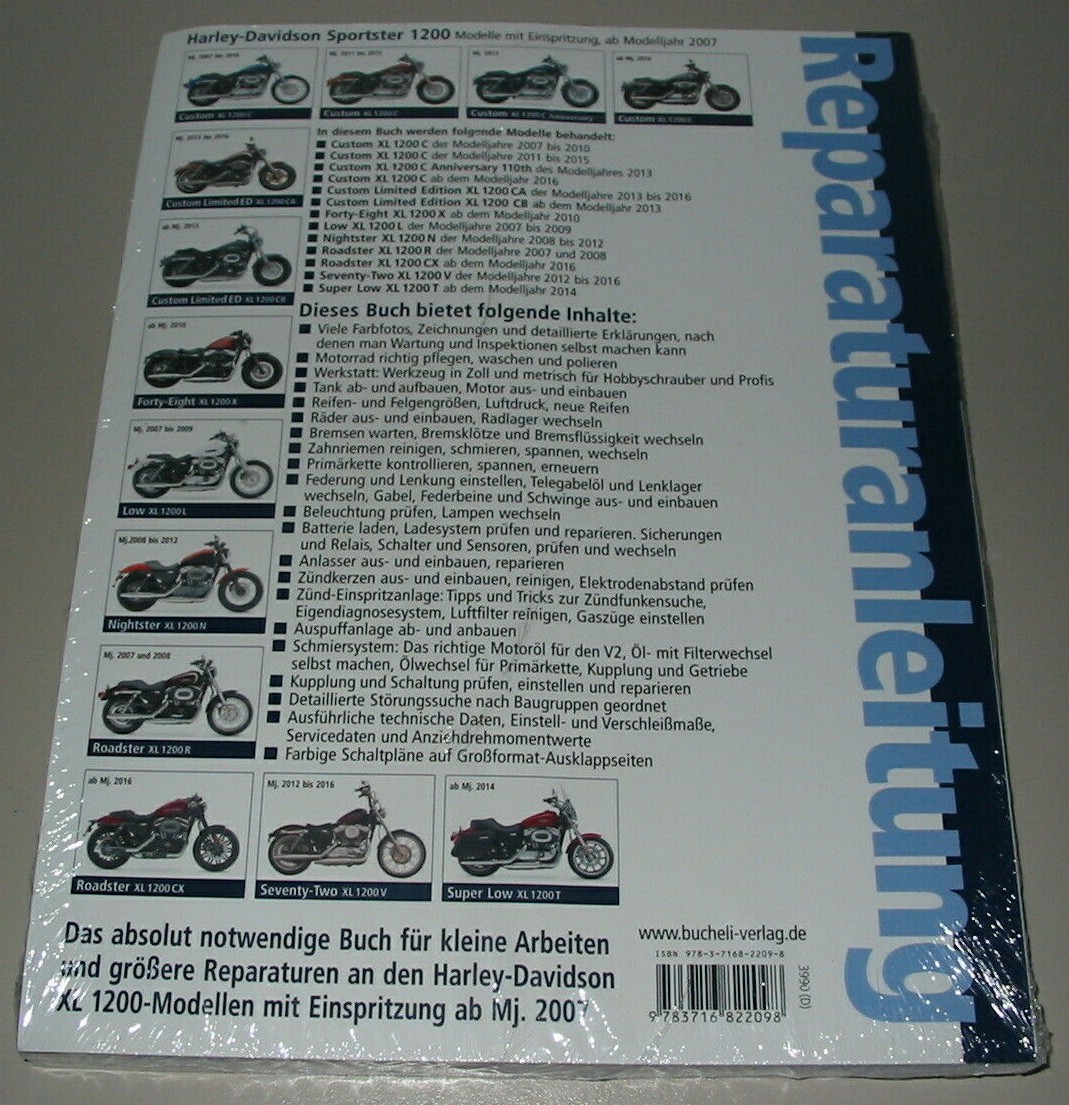 Harley-Davidson Sportster 1200 Modelle mit Einspritzung, ab Modelljahr 2007
Mj. 2007 bis 2010
Custom XL 1200 C
Mj. 2011 bis 2015
Custom XL 1200 C
Mj. 2013
Custom XL 1200 C Anniversary
ab Mj. 2016
Custom XL 1200 C
Mj. 2013 bis 2016
Custom Limited ED XL 1200 CA
ab Mj. 2013
Custom Limited ED XL 1200 CB
ab Mj. 2010
Forty-Eight XL 1200 X
Mj. 2007 bis 2009
Low XL 1200 L
Mj. 2008 bis 2012
Nightster XL 1200 N
Mj. 2007 und 2008
Roadster XL 1200 R
In diesem Buch werden folgende Modelle behandelt:
Custom XL 1200 C der Modelljahre 2007 bis 2010
Custom XL 1200 C der Modelljahre 2011 bis 2015
Custom XL 1200 C Anniversary 110th des Modelljahres 2013
Custom XL 1200 C ab dem Modelljahr 2016
Custom Limited Edition XL 1200 CA der Modelljahre 2013 bis 2016
Custom Limited Edition XL 1200 CB ab dem Modelljahr 2013
Forty-Eight XL 1200 X ab dem Modelljahr 2010
Low XL 1200 L der Modelljahre 2007 bis 2009
Nightster XL 1200 N der Modelljahre 2008 bis 2012
Roadster XL 1200 R der Modelljahre 2007 und 2008
Roadster XL 1200 CX ab dem Modelljahr 2016
Seventy-Two XL 1200 V der Modelljahre 2012 bis 2016
Super Low XL 1200 T ab dem Modelljahr 2014
Dieses Buch bietet folgende Inhalte:
Viele Farbfotos, Zeichnungen und detaillierte Erklärungen, nach
denen man Wartung und Inspektionen selbst machen kann
Motorrad richtig pflegen, waschen und polieren
Werkstatt: Werkzeug in Zoll und metrisch für Hobbyschrauber und Profis
Tank ab- und aufbauen, Motor aus- und einbauen
Reifen- und Felgengrößen, Luftdruck, neue Reifen
Räder aus- und einbauen, Radlager wechseln
Bremsen warten, Bremsklötze und Bremsflüssigkeit wechseln
Zahnriemen reinigen, schmieren, spannen, wechseln
Primärkette kontrollieren, spannen, erneuern
Federung und Lenkung einstellen, Telegabelöl und Lenklager
wechseln, Gabel, Federbeine und Schwinge aus- und einbauen
Beleuchtung prüfen, Lampen wechseln
Batterie laden, Ladesystem prüfen und reparieren. Sicherungen
und Relais, Schalter und Sensoren, prüfen und wechseln
Anlasser aus- und einbauen, reparieren
Zündkerzen aus- und einbauen, reinigen, Elektrodenabstand prüfen
Zünd-Einspritzanlage: Tipps und Tricks zur Zündfunkensuche,
Eigendiagnosesystem, Luftfilter reinigen, Gaszüge einstellen
Auspuffanlage ab- und anbauen
Schmiersystem: Das richtige Motoröl für den V2, Öl- mit Filterwechsel
selbst machen, Ölwechsel für Primärkette, Kupplung und Getriebe
Kupplung und Schaltung prüfen, einstellen und reparieren
Detaillierte Störungssuche nach Baugruppen geordnet
Ausführliche technische Daten, Einstell- und Verschleißmaße,
Servicedaten und Anziehdrehmomentwerte
Farbige Schaltpläne auf Großformat-Ausklappseiten
ab Mj. 2016
Roadster XL 1200 CX
Mj. 2012 bis 2016
Seventy-Two XL 1200 V
ab Mj. 2014
Super Low XL 1200 T
Das absolut notwendige Buch für kleine Arbeiten
und größere Reparaturen an den Harley-Davidson
XL 1200-Modellen mit Einspritzung ab Mj. 2007
www.bucheli-verlag.de
ISBN 978-3-7168-2209-8
9 783716 822098
3990 (D)
Reparaturanleitung